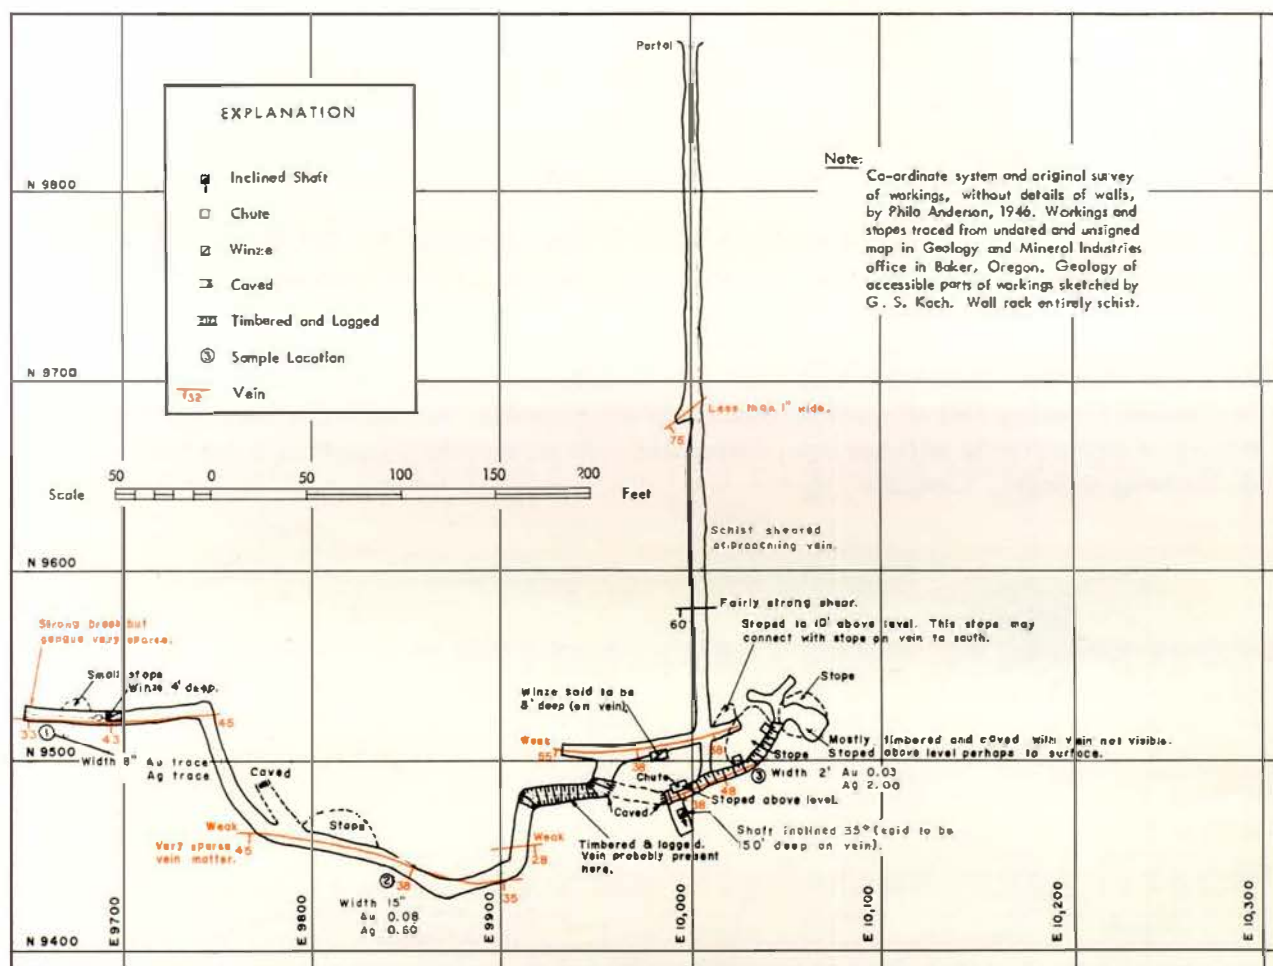 Portal
EXPLANATION
Inclined Shaft
Chute
Winze
Caved
Timbered and Lagged
3 Sample Location
32 Vein
Note:
Co-ordinate system and original survey
of workings, without details of walls,
by Philo Anderson, 1946. Workings and
stopes traced from undated and unsigned
map in Geology and Mineral Industries
office in Baker, Oregon. Geology of
accessible parts of workings sketched by
G. S. Koch. Wall rock entirely schist.
N 9800
N 9700
Less than 1" wide.
75
50 0 50 100 150 200
Scale Feet
Schist sheared
approaching vein.
N 9600
Fairly strong shear.
60
Stoped to 10' above level. This stope may
connect with stope on vein to south.
Strong break but
gangue very sparse.
Small stope
Winze 4' deep.
Stope
Winze said to be
8' deep (on vein).
33
1
43
45
Weak
55
38
58
Mostly timbered and caved with vein not visible.
Stoped above level perhaps to surface.
N 9500
Width 8" Au trace
Ag trace
Caved
Chute
Stope
3 Width 2' Au 0.03
Ag 2.00
48
38
Stoped above level.
Caved
Stope
Weak
45
Very sparse
vein matter.
Weak
28
Timbered & lagged.
Vein probably present
here.
Shaft inclined 35° (said to be
150' deep on vein).
2
38
35
Width 15"
Au 0.08
Ag 0.60
N 9400
E 9700
E 9800
E 9900
E 10,000
E 10,100
E 10,200
E 10,300